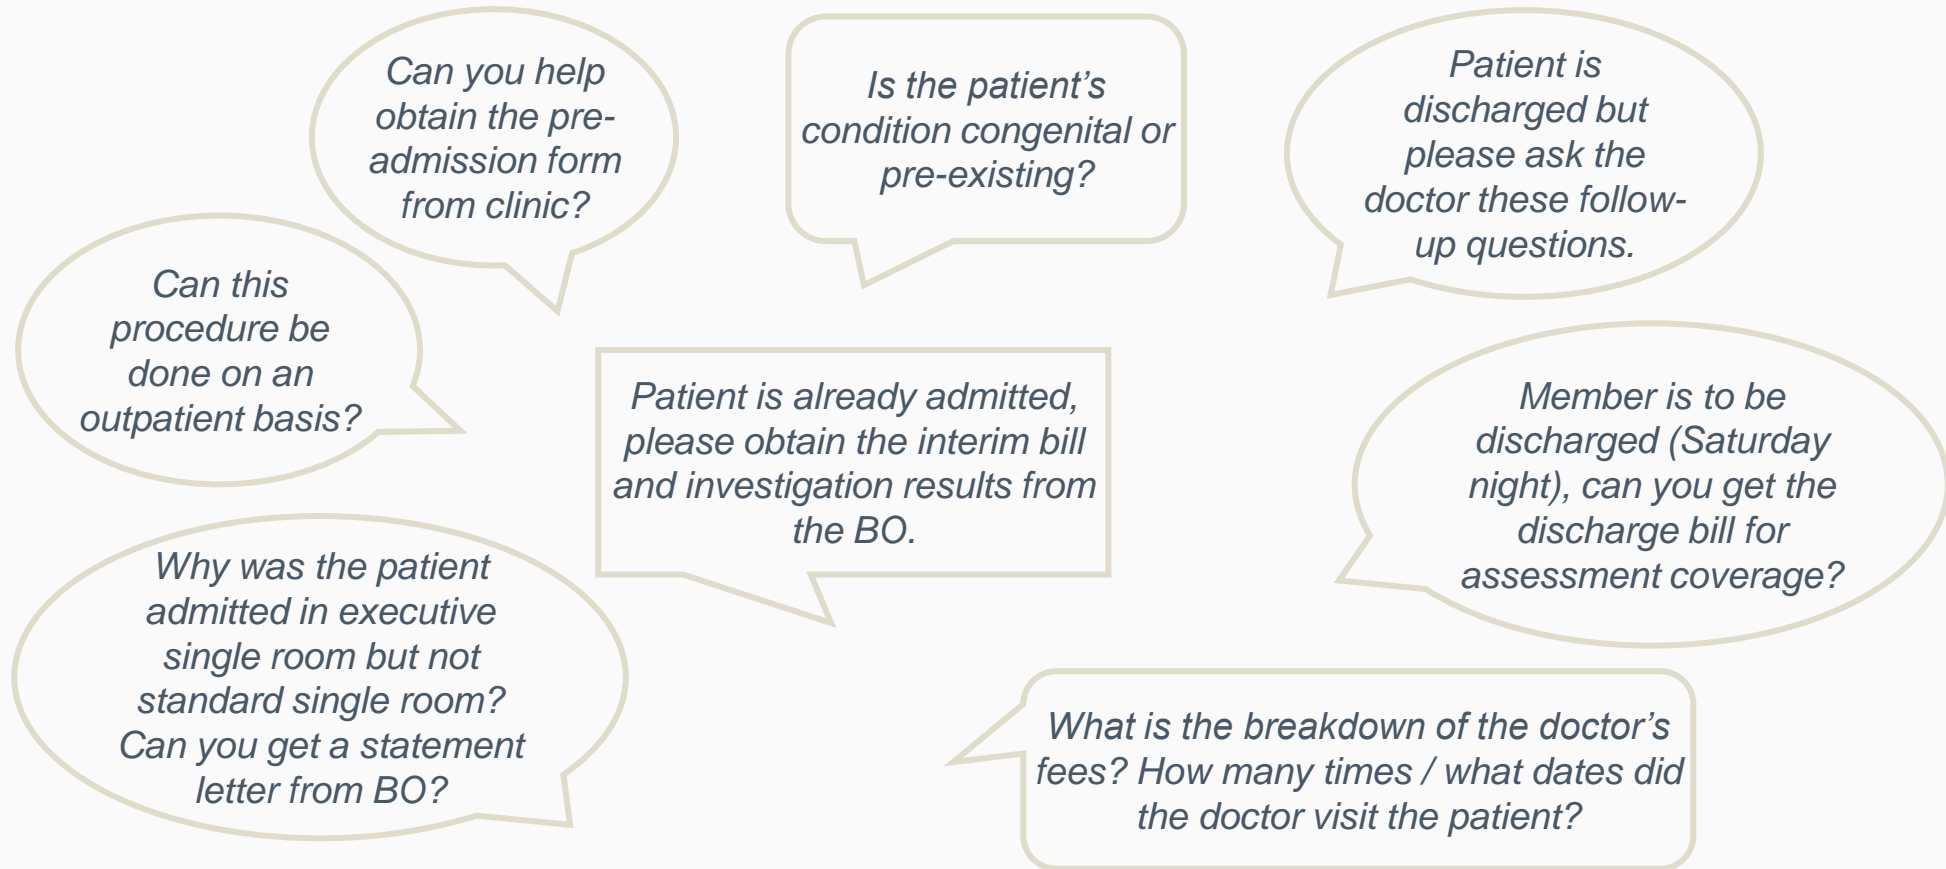 Can you help
obtain the pre-
admission form
from clinic?
Is the patient’s
condition congenital or
pre-existing?
Patient is
discharged but
please ask the
doctor these follow-
up questions.
Can this
procedure be
done on an
outpatient basis?
Patient is already admitted,
please obtain the interim bill
and investigation results from
the BO.
Member is to be
discharged (Saturday
night), can you get the
discharge bill for
assessment coverage?
Why was the patient
admitted in executive
single room but not
standard single room?
Can you get a statement
letter from BO?
What is the breakdown of the doctor’s
fees? How many times / what dates did
the doctor visit the patient?